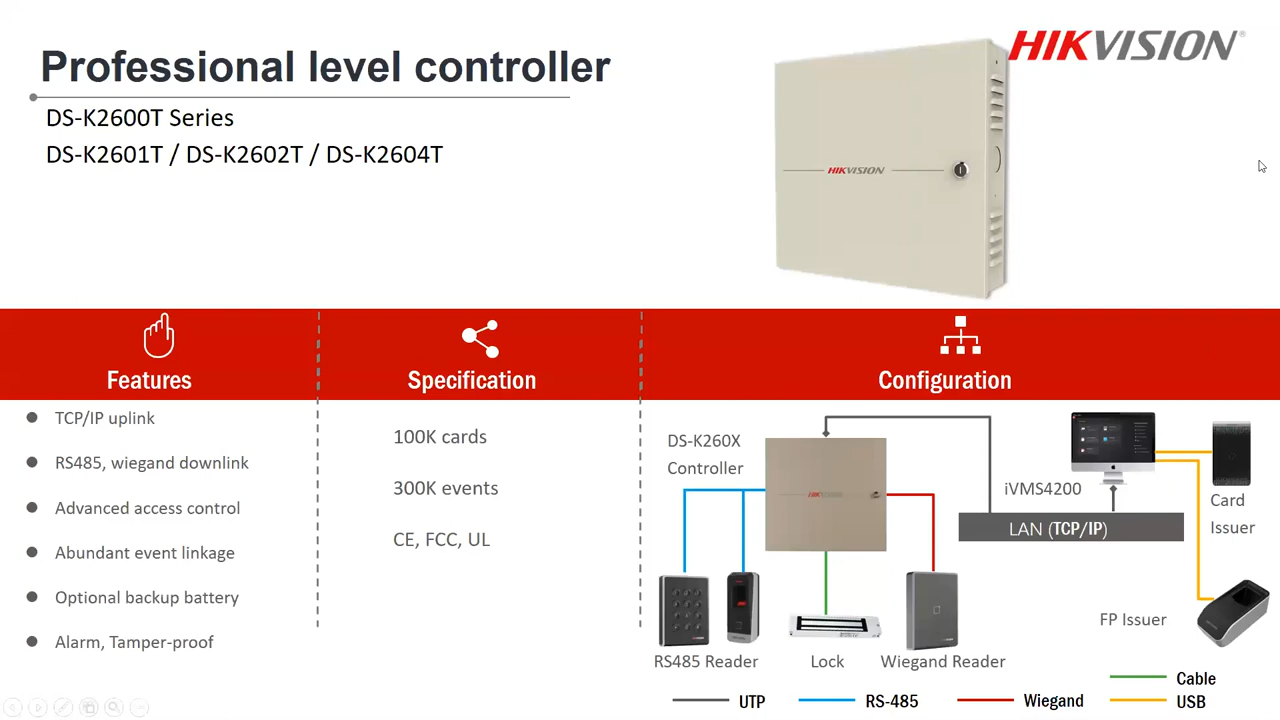 Professional level controller
HIKVISION®
DS-K2600T Series
DS-K2601T / DS-K2602T / DS-K2604T
HIKVISION
Features
Specification
Configuration
TCP/IP uplink
RS485, wiegand downlink
Advanced access control
Abundant event linkage
Optional backup battery
Alarm, Tamper-proof
100K cards
300K events
CE, FCC, UL
DS-K260X
Controller
HIKVISION
iVMS4200
LAN (TCP/IP)
Card
Issuer
FP Issuer
RS485 Reader
Lock
Wiegand Reader
UTP
RS-485
Wiegand
Cable
USB